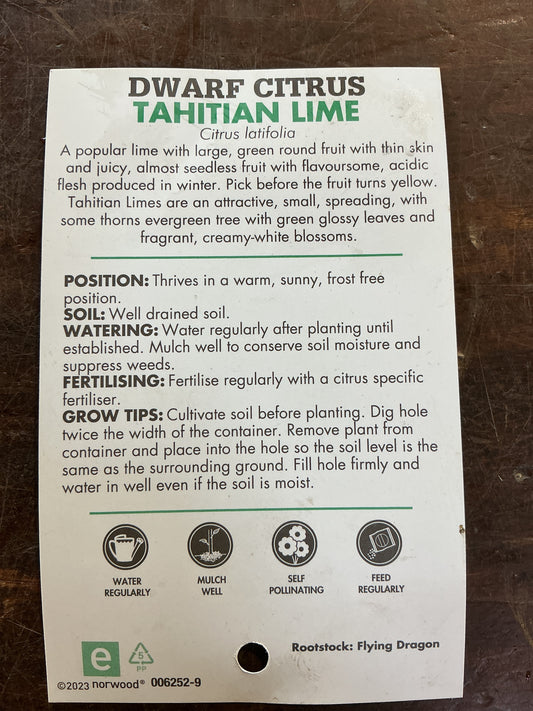 DWARF CITRUS
TAHITIAN LIME
Citrus latifolia
A popular lime with large, green round fruit with thin skin
and juicy, almost seedless fruit with flavoursome, acidic
flesh produced in winter. Pick before the fruit turns yellow.
Tahitian Limes are an attractive, small, spreading, with
some thorns evergreen tree with green glossy leaves and
fragrant, creamy-white blossoms.
POSITION: Thrives in a warm, sunny, frost free
position.
SOIL: Well drained soil.
WATERING: Water regularly after planting until
established. Mulch well to conserve soil moisture and
suppress weeds.
FERTILISING: Fertilise regularly with a citrus specific
fertiliser.
GROW TIPS: Cultivate soil before planting. Dig hole
twice the width of the container. Remove plant from
container and place into the hole so the soil level is the
same as the surrounding ground. Fill hole firmly and
water in well even if the soil is moist.
WATER
REGULARLY
MULCH
WELL
SELF
POLLINATING
FEED
REGULARLY
e
5
PP
Rootstock: Flying Dragon
©2023 norwood® 006252-9